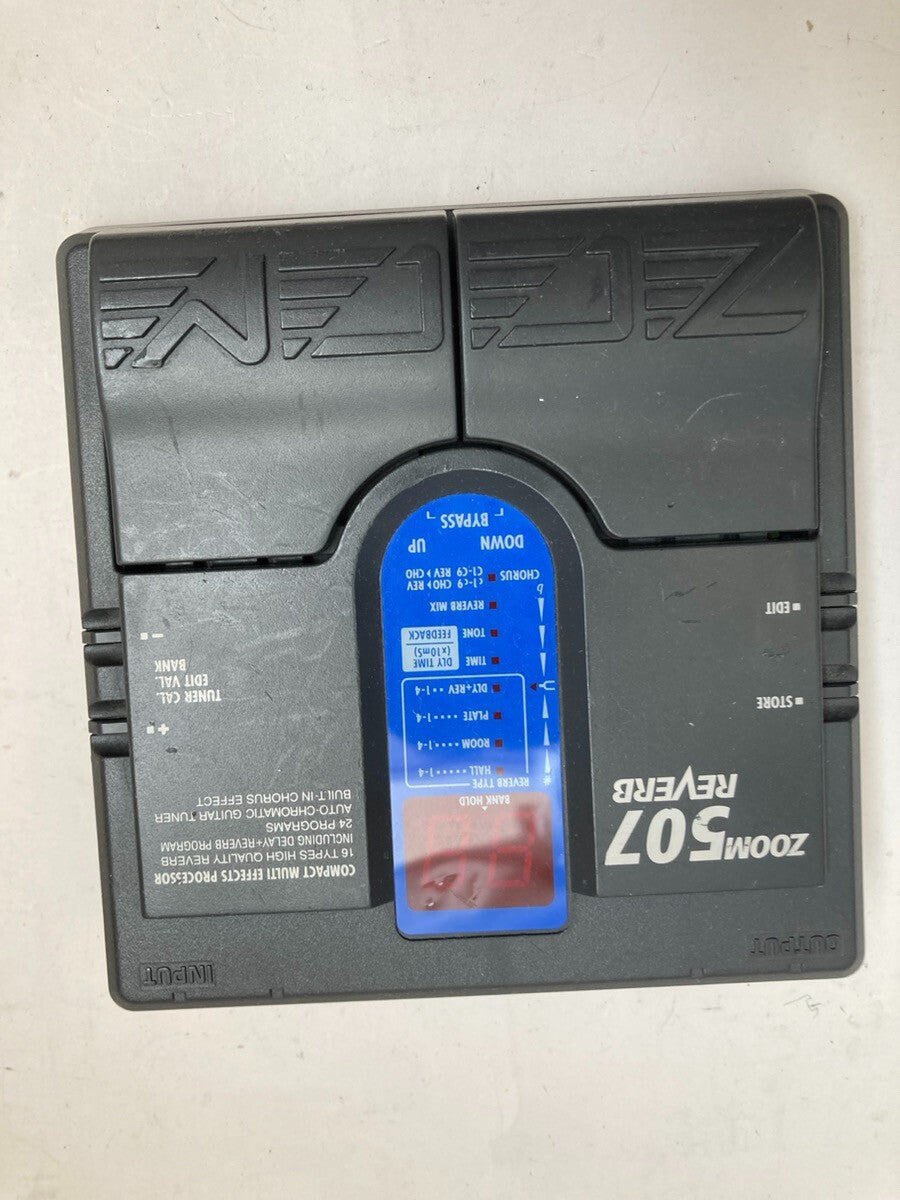 OUTPUT
INPUT
ZOOM 507
REVERB
STORE
EDIT
BANK HOLD
REVERB TYPE
HALL ····· 1-4
ROOM ····· 1-4
PLATE ···· 1-4
DLY+REV ·· 1-4
TIME
TONE
REVERB MIX
CHORUS
DLY TIME
(x10mS)
FEEDBACK
c1-c9 CHO▸REV
C1-C9 REV▸CHO
#
b
DOWN
UP
BYPASS
COMPACT MULTI EFFECTS PROCESSOR
16 TYPES HIGH QUALITY REVERB
INCLUDING DELAY+REVERB PROGRAM
24 PROGRAMS
AUTO-CHROMATIC GUITAR TUNER
BUILT-IN CHORUS EFFECT
+
TUNER CAL.
EDIT VAL.
BANK
−
ZOOM